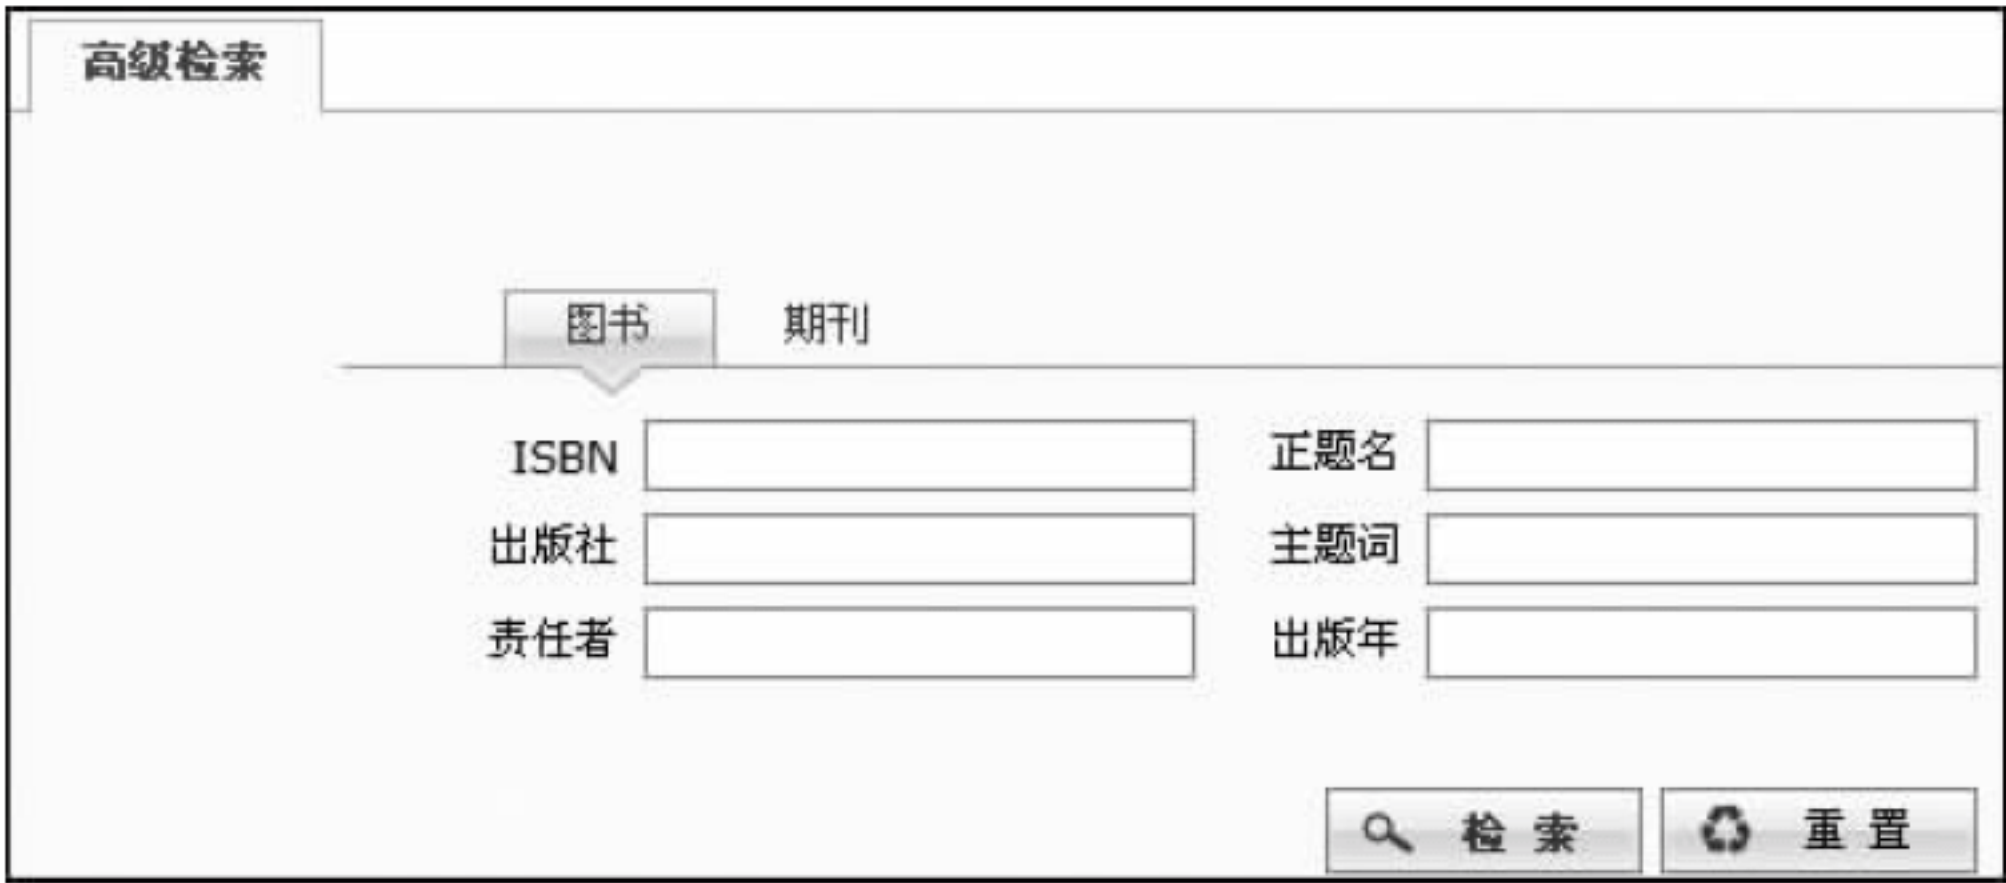 高级检索
图书 期刊
ISBN 正题名
出版社 主题词
责任者 出版年
检 索 重 置